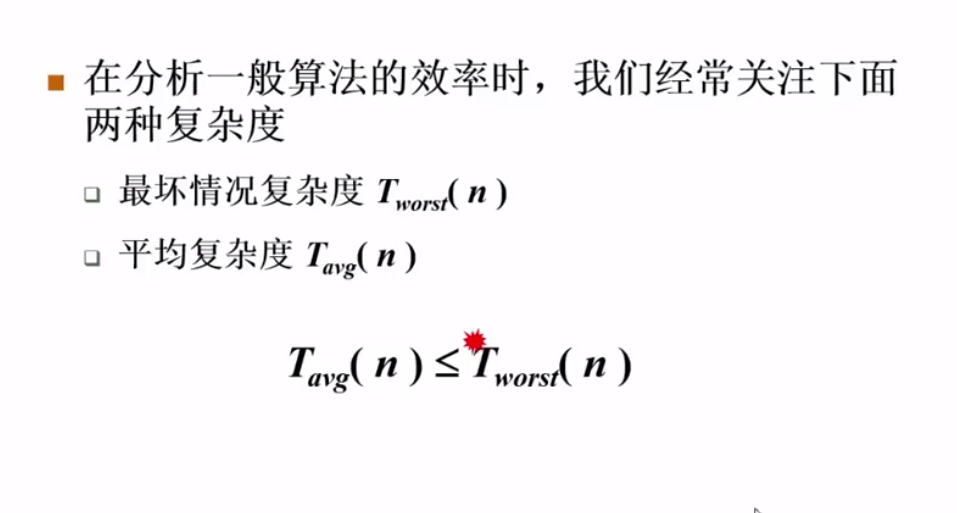 在分析一般算法的效率时，我们经常关注下面
两种复杂度
最坏情况复杂度 Tworst( n )
平均复杂度 Tavg( n )
Tavg( n ) ≤ Tworst( n )